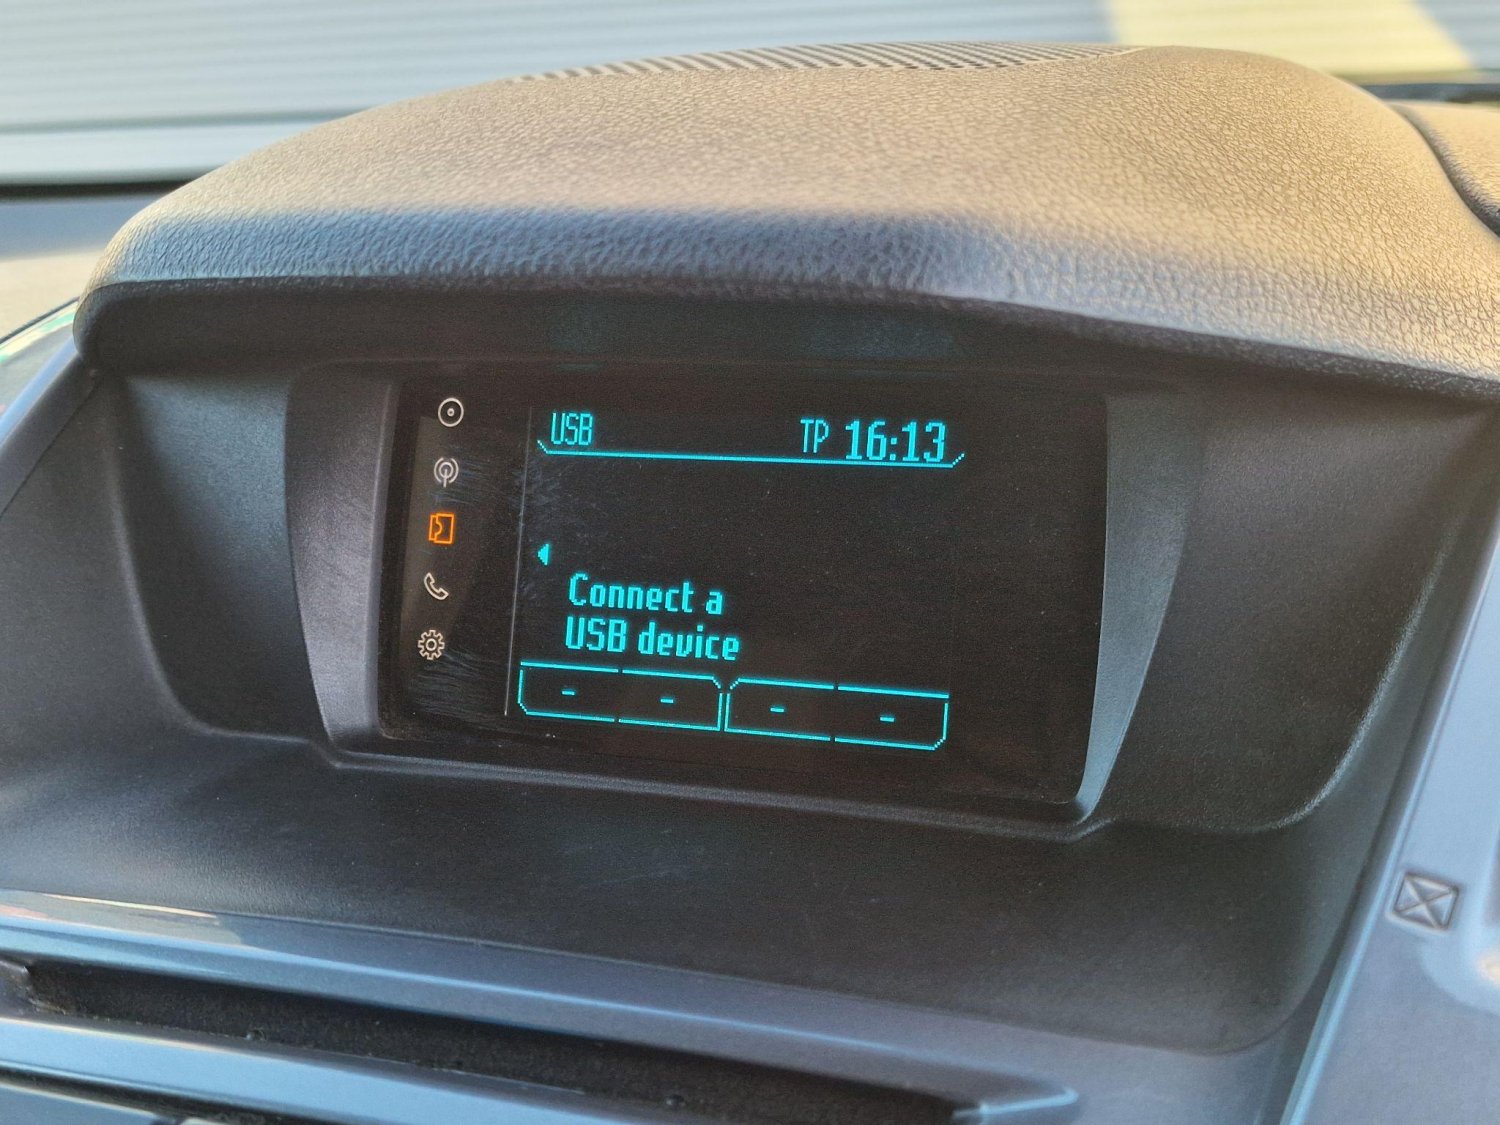 USB
TP 16:13
Connect a
USB device
- - - -